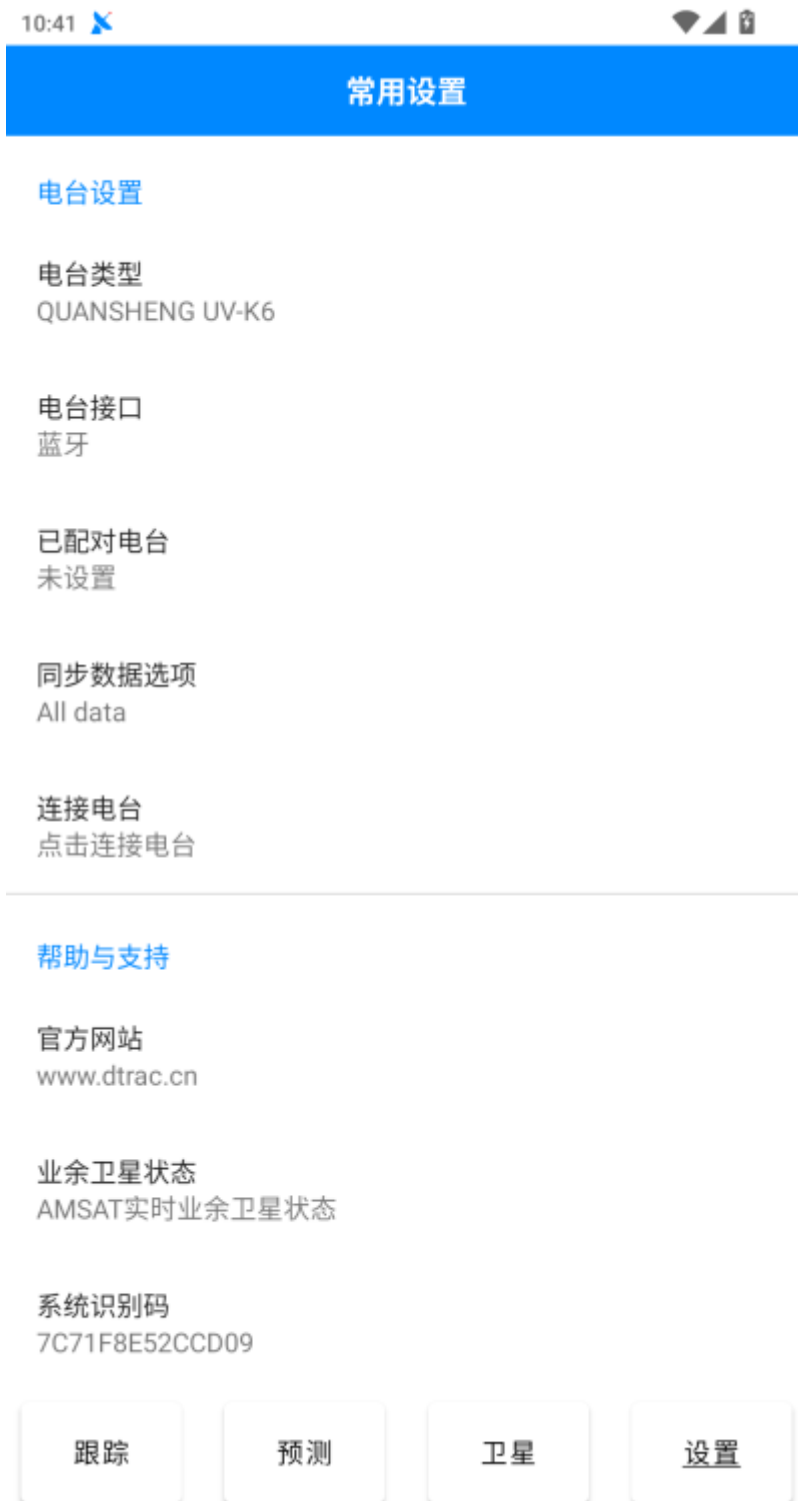 10:41
常用设置
电台设置
电台类型
QUANSHENG UV-K6
电台接口
蓝牙
已配对电台
未设置
同步数据选项
All data
连接电台
点击连接电台
帮助与支持
官方网站
www.dtrac.cn
业余卫星状态
AMSAT实时业余卫星状态
系统识别码
7C71F8E52CCD09
跟踪 预测 卫星 设置